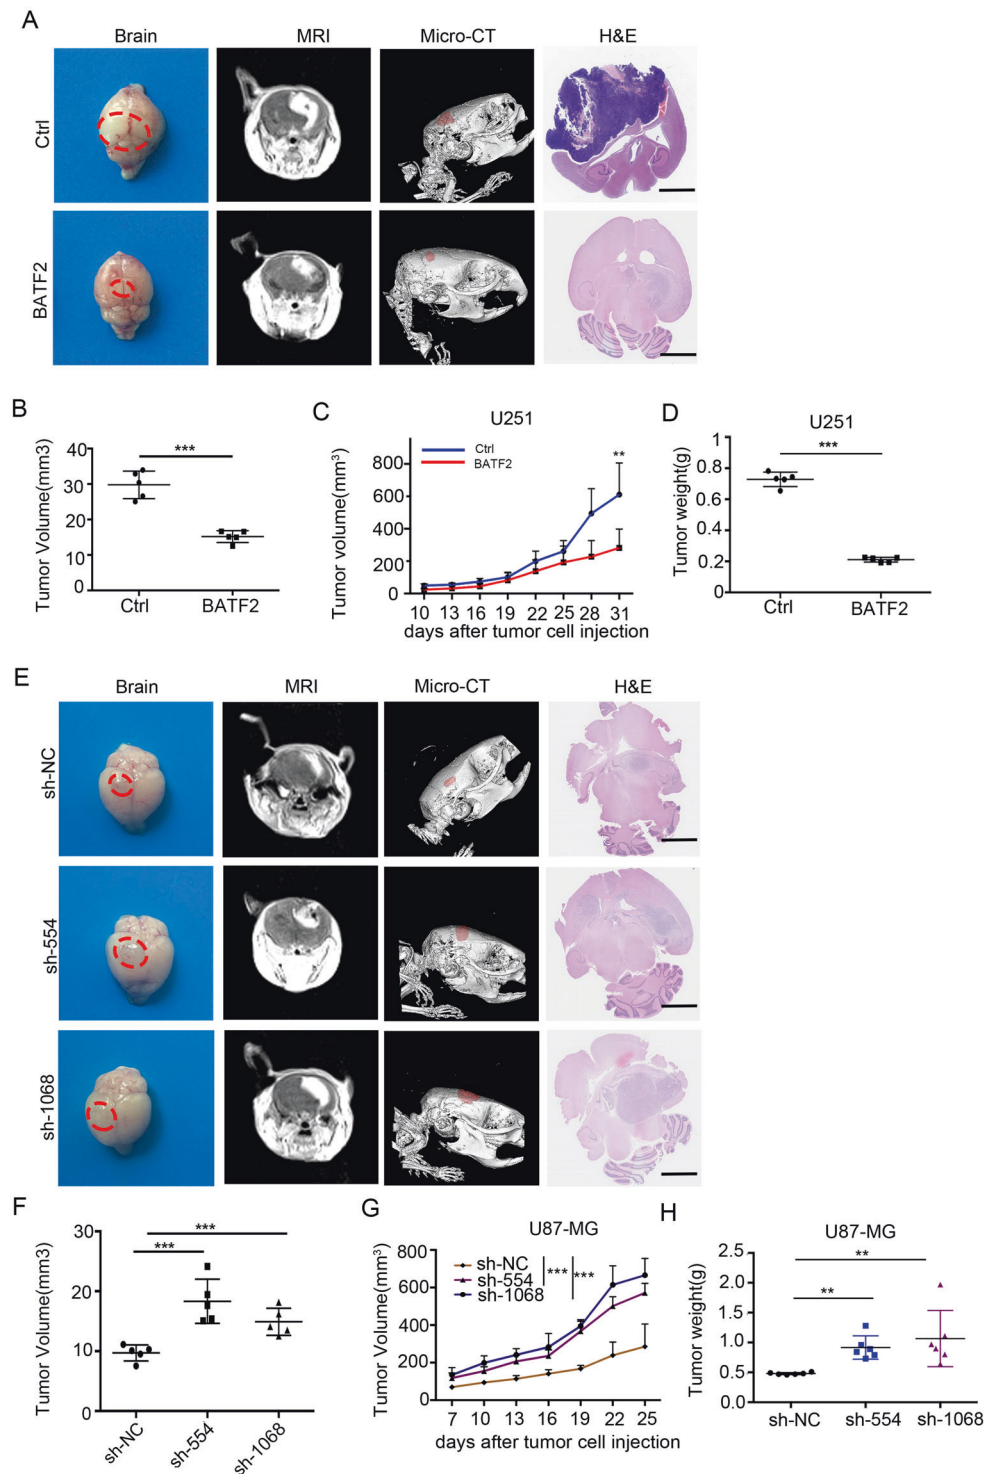 A
Brain MRI Micro-CT H&E
Ctrl
BATF2
B
Tumor Volume(mm3)
40
30
20
10
0
***
Ctrl BATF2
C
U251
Ctrl
BATF2
**
Tumor volume(mm³)
800
600
400
200
0
10 13 16 19 22 25 28 31
days after tumor cell injection
D
U251
***
Tumor weight(g)
1
0.8
0.6
0.4
0.2
0
Ctrl BATF2
E
Brain MRI Micro-CT H&E
sh-NC
sh-554
sh-1068
F
Tumor Volume(mm3)
30
20
10
0
***
***
sh-NC sh-554 sh-1068
G
U87-MG
sh-NC
sh-554
sh-1068
*** ***
Tumor Volume(mm³)
800
600
400
200
0
7 10 13 16 19 22 25
days after tumor cell injection
H
U87-MG
**
**
Tumor weight(g)
2.5
2.0
1.5
1.0
0.5
0.0
sh-NC sh-554 sh-1068